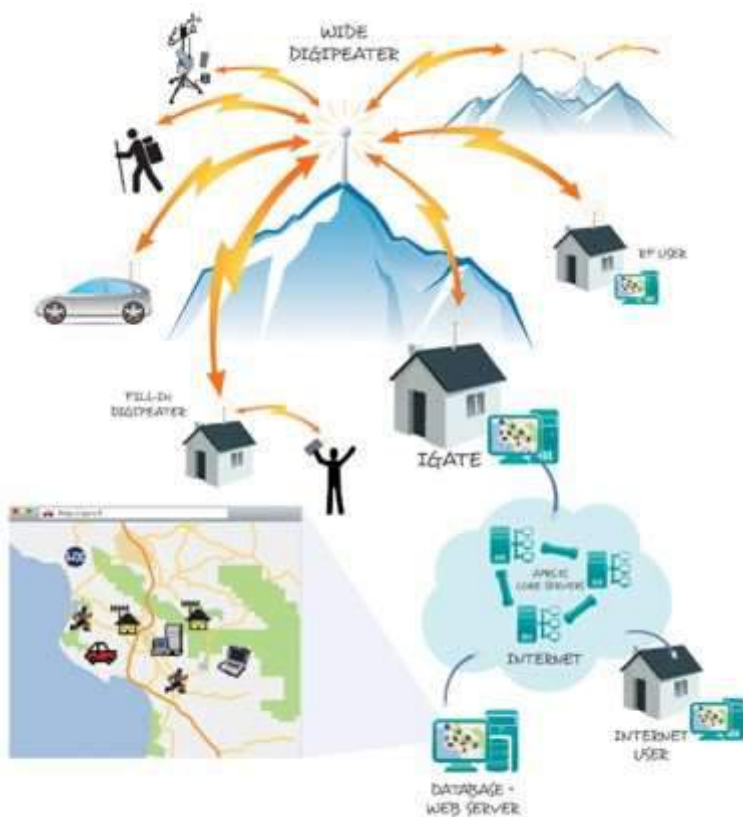 WIDE
DIGIPEATER
RF USER
FILL-IN
DIGIPEATER
IGATE
APRS-IS
CORE SERVERS
INTERNET
INTERNET
USER
DATABASE -
WEB SERVER